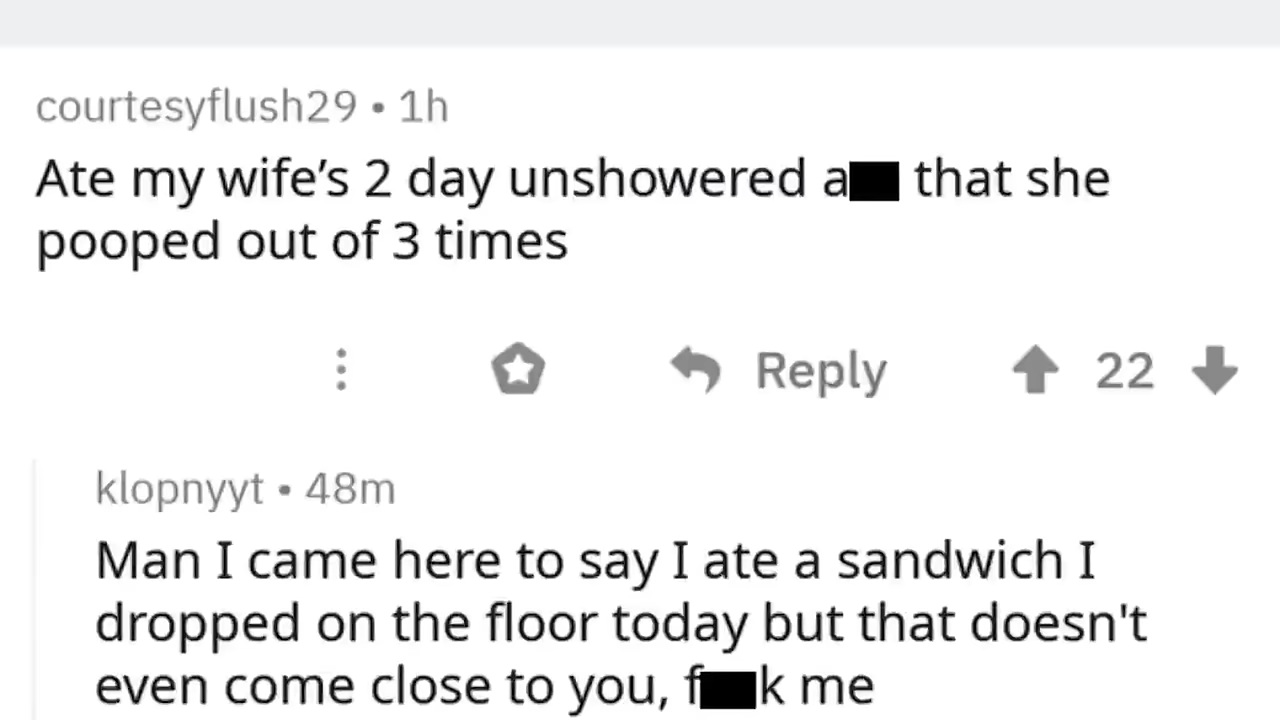 courtesyflush29 • 1h
Ate my wife’s 2 day unshowered a that she
pooped out of 3 times
Reply 22
klopnyyt • 48m
Man I came here to say I ate a sandwich I
dropped on the floor today but that doesn't
even come close to you, f k me